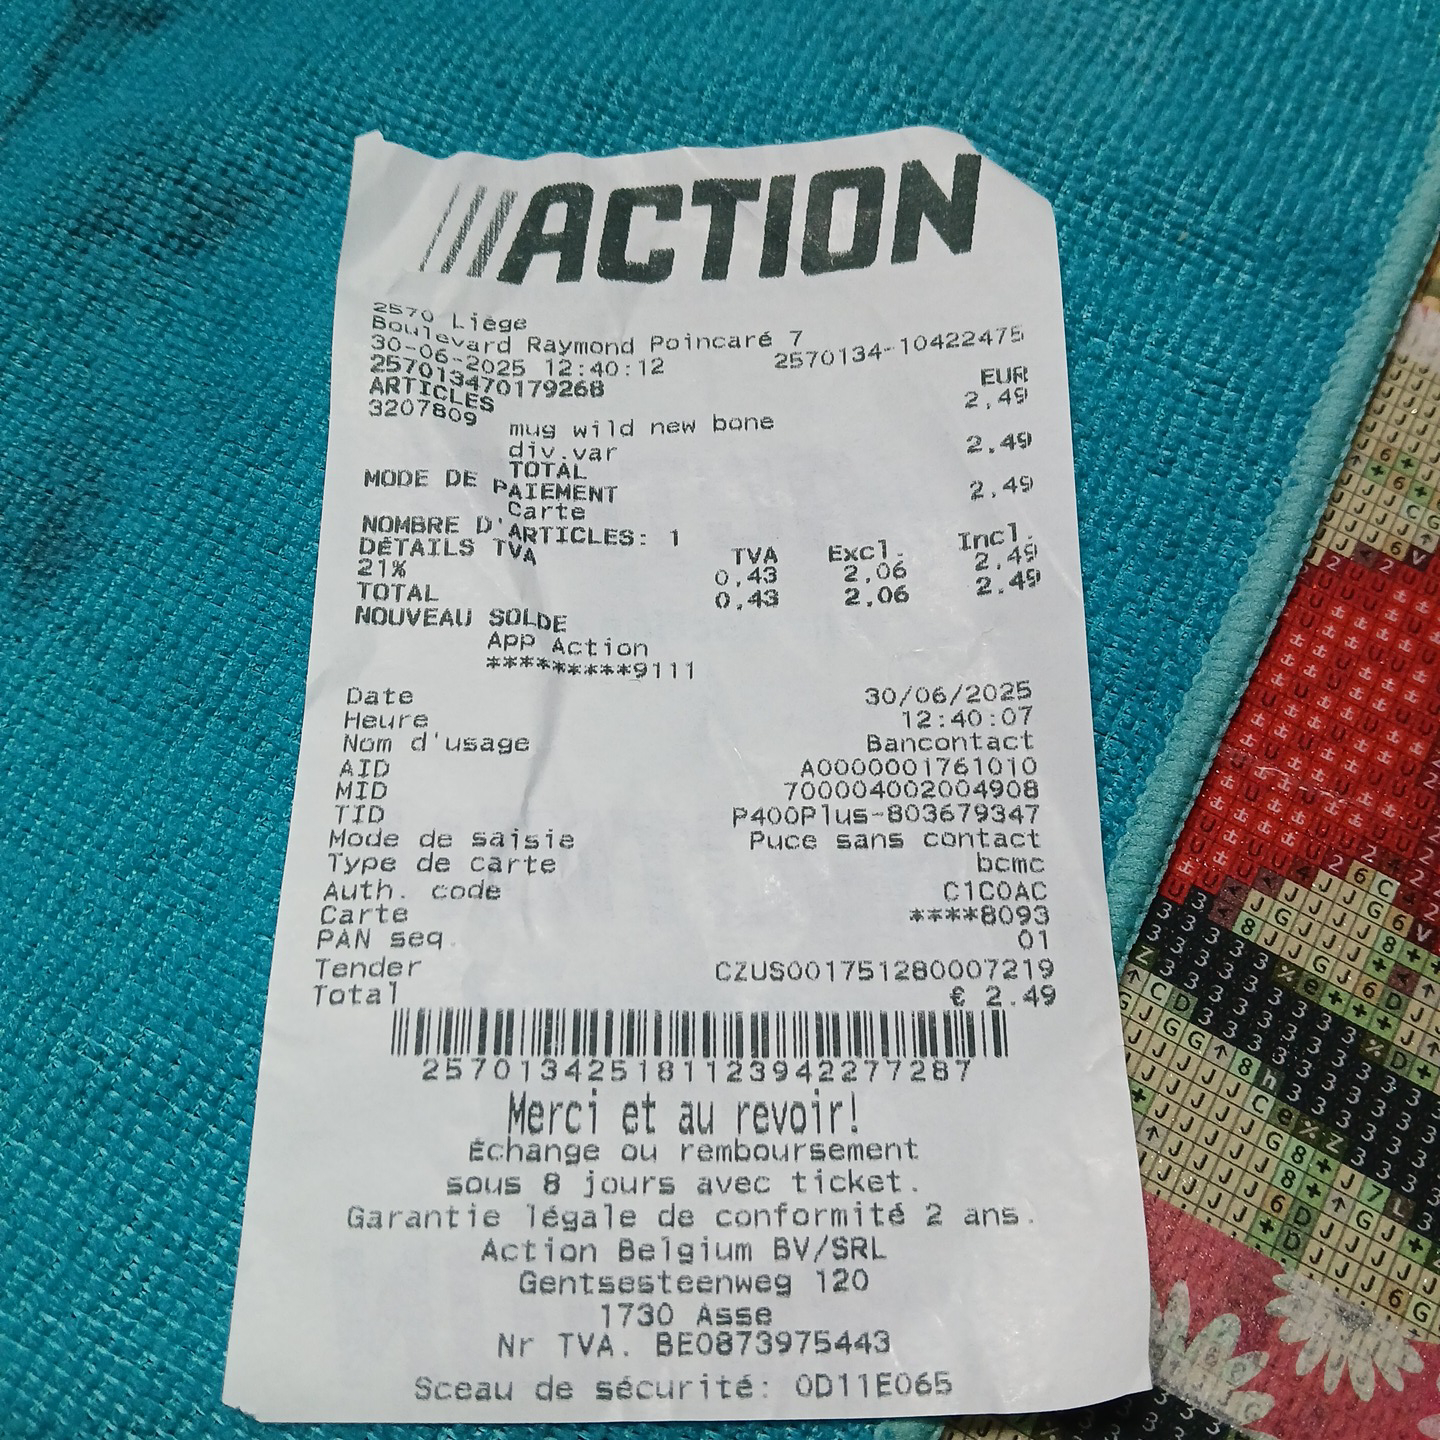 ACTION
2570 Liège
Boulevard Raymond Poincaré 7
30-06-2025 12:40:12 2570134-10422475
257013470179268
ARTICLES EUR
3207809 2,49
mug wild new bone
div.var
TOTAL 2.49
MODE DE PAIEMENT
Carte 2,49
NOMBRE D'ARTICLES: 1
DÉTAILS TVA TVA Excl. Incl.
21% 0,43 2,06 2,49
TOTAL 0,43 2,06 2,49
NOUVEAU SOLDE
App Action
*********9111
Date 30/06/2025
Heure 12:40:07
Nom d'usage Bancontact
AID A0000001761010
MID 700004002004908
TID P400Plus-803679347
Mode de saisie Puce sans contact
Type de carte bcmc
Auth. code C1C0AC
Carte ****8093
PAN seq. 01
Tender CZUS001751280007219
Total € 2.49
257013425181123942277287
Merci et au revoir!
Échange ou remboursement
sous 8 jours avec ticket.
Garantie légale de conformité 2 ans.
Action Belgium BV/SRL
Gentsesteenweg 120
1730 Asse
Nr TVA. BE0873975443
Sceau de sécurité: 0D11E065